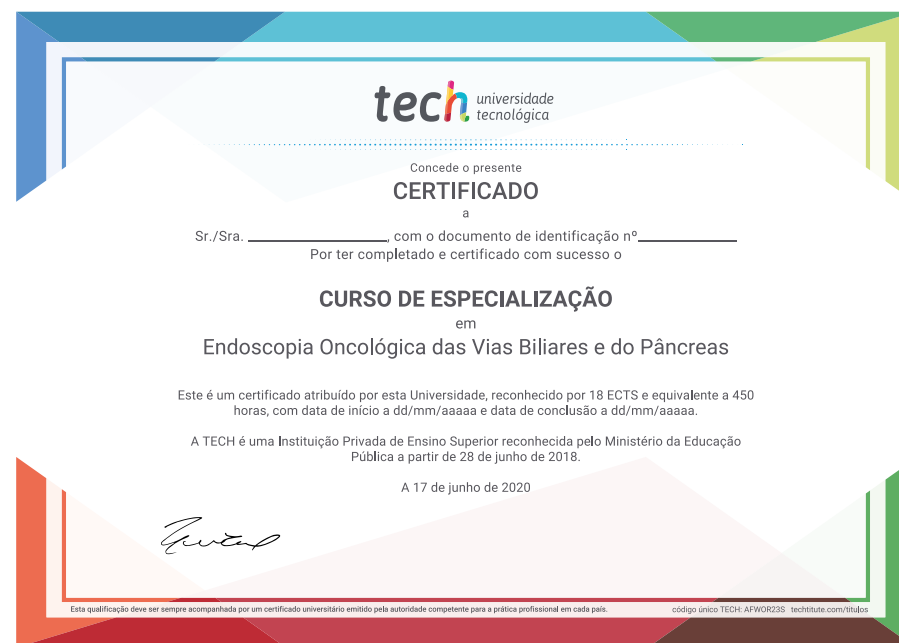 tech universidade
tecnológica
Concede o presente
CERTIFICADO
a
Sr./Sra. ________________, com o documento de identificação nº____________
Por ter completado e certificado com sucesso o
CURSO DE ESPECIALIZAÇÃO
em
Endoscopia Oncológica das Vias Biliares e do Pâncreas
Este é um certificado atribuído por esta Universidade, reconhecido por 18 ECTS e equivalente a 450
horas, com data de início a dd/mm/aaaaa e data de conclusão a dd/mm/aaaaa.
A TECH é uma Instituição Privada de Ensino Superior reconhecida pelo Ministério da Educação
Pública a partir de 28 de junho de 2018.
A 17 de junho de 2020
Esta qualificação deve ser sempre acompanhada por um certificado universitário emitido pela autoridade competente para a prática profissional em cada país. código único TECH: AFWOR23S techtitute.com/titulos